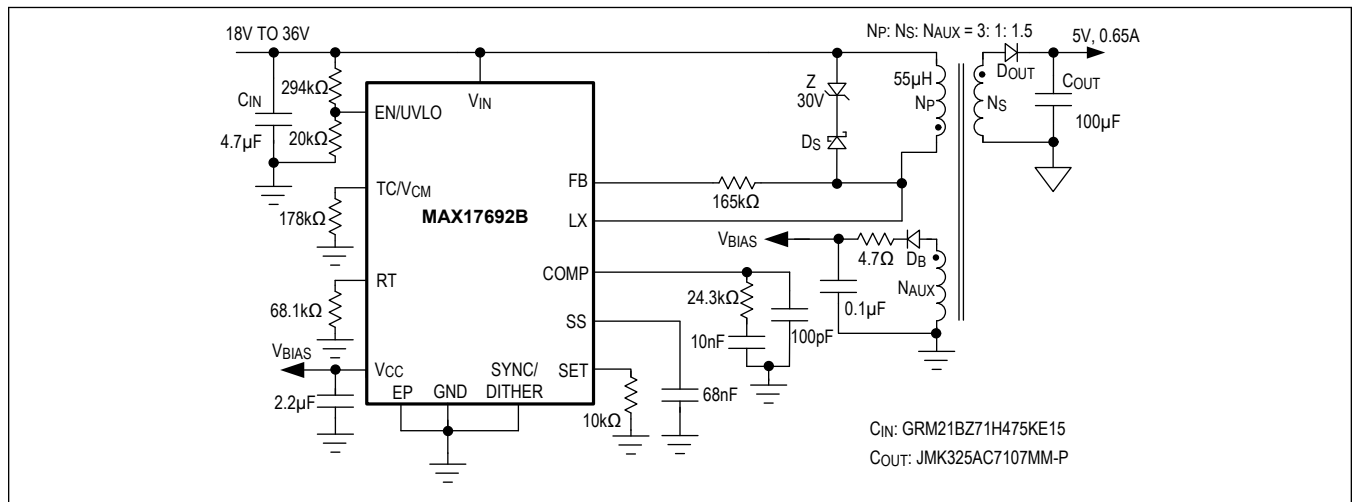 18V TO 36V
NP: NS: NAUX = 3: 1: 1.5
5V, 0.65A
DOUT
CIN
4.7µF
294kΩ
20kΩ
EN/UVLO
VIN
Z
30V
DS
55µH
NP
NS
COUT
100µF
TC/VCM
178kΩ
MAX17692B
FB
165kΩ
LX
VBIAS
4.7Ω
DB
NAUX
0.1µF
RT
68.1kΩ
COMP
24.3kΩ
10nF
100pF
SS
68nF
VBIAS
VCC
2.2µF
EP
GND
SYNC/
DITHER
SET
10kΩ
CIN: GRM21BZ71H475KE15
COUT: JMK325AC7107MM-P